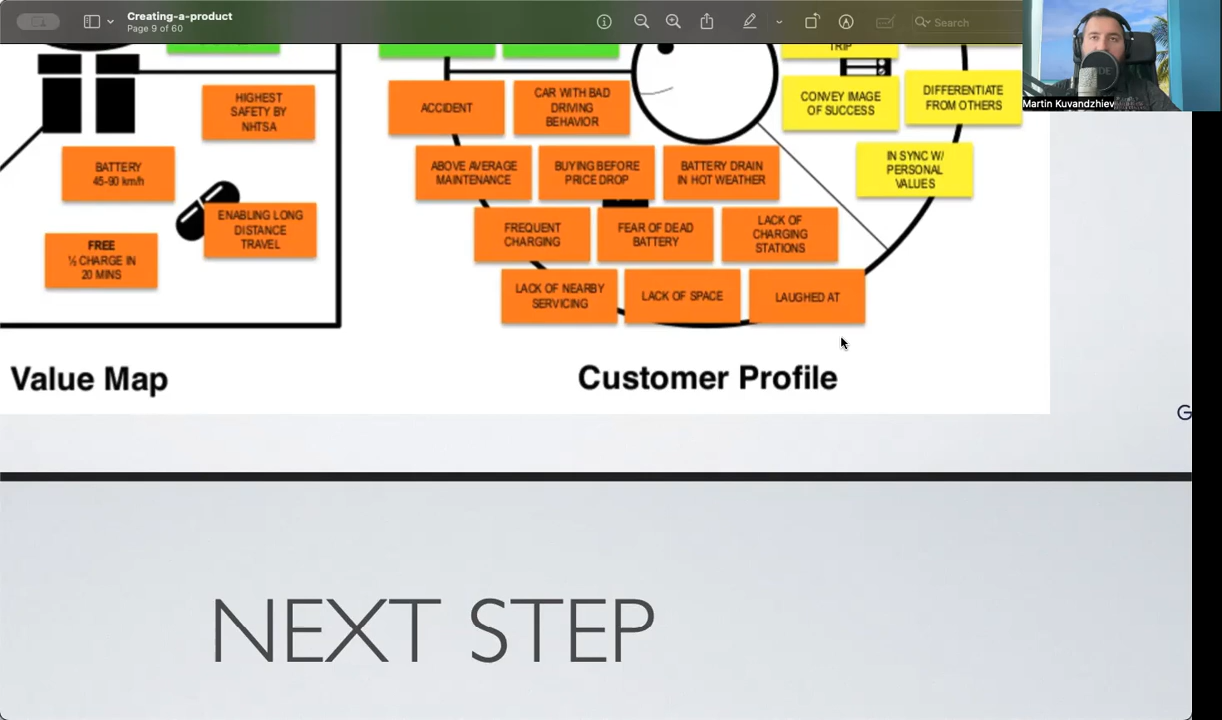 Creating-a-product
Page 9 of 60
Search
Martin Kuvandzhiev
TRIP
HIGHEST
SAFETY BY
NHTSA
BATTERY
45-90 km/h
ENABLING LONG
DISTANCE
TRAVEL
FREE
½ CHARGE IN
20 MINS
ACCIDENT
CAR WITH BAD
DRIVING
BEHAVIOR
CONVEY IMAGE
OF SUCCESS
DIFFERENTIATE
FROM OTHERS
ABOVE AVERAGE
MAINTENANCE
BUYING BEFORE
PRICE DROP
BATTERY DRAIN
IN HOT WEATHER
IN SYNC W/
PERSONAL
VALUES
FREQUENT
CHARGING
FEAR OF DEAD
BATTERY
LACK OF
CHARGING
STATIONS
LACK OF NEARBY
SERVICING
LACK OF SPACE
LAUGHED AT
Value Map
Customer Profile
G
NEXT STEP